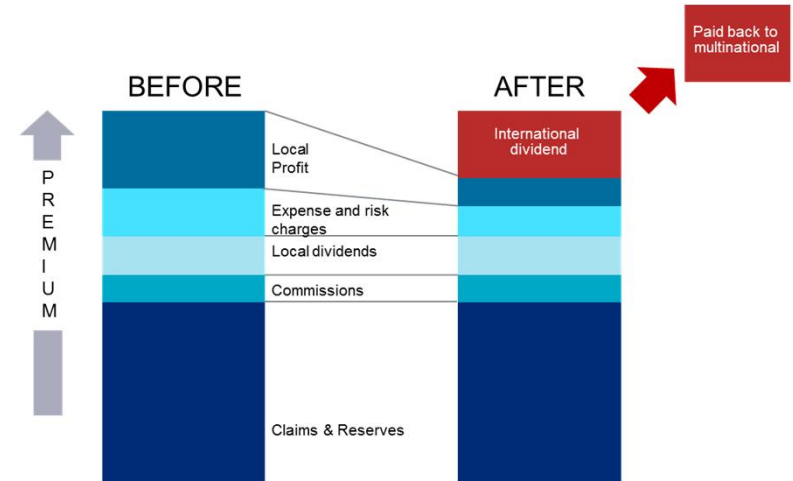 Paid back to
multinational
BEFORE
AFTER
International
dividend
Local
Profit
PREMIUM
Expense and risk
charges
Local dividends
Commissions
Claims & Reserves